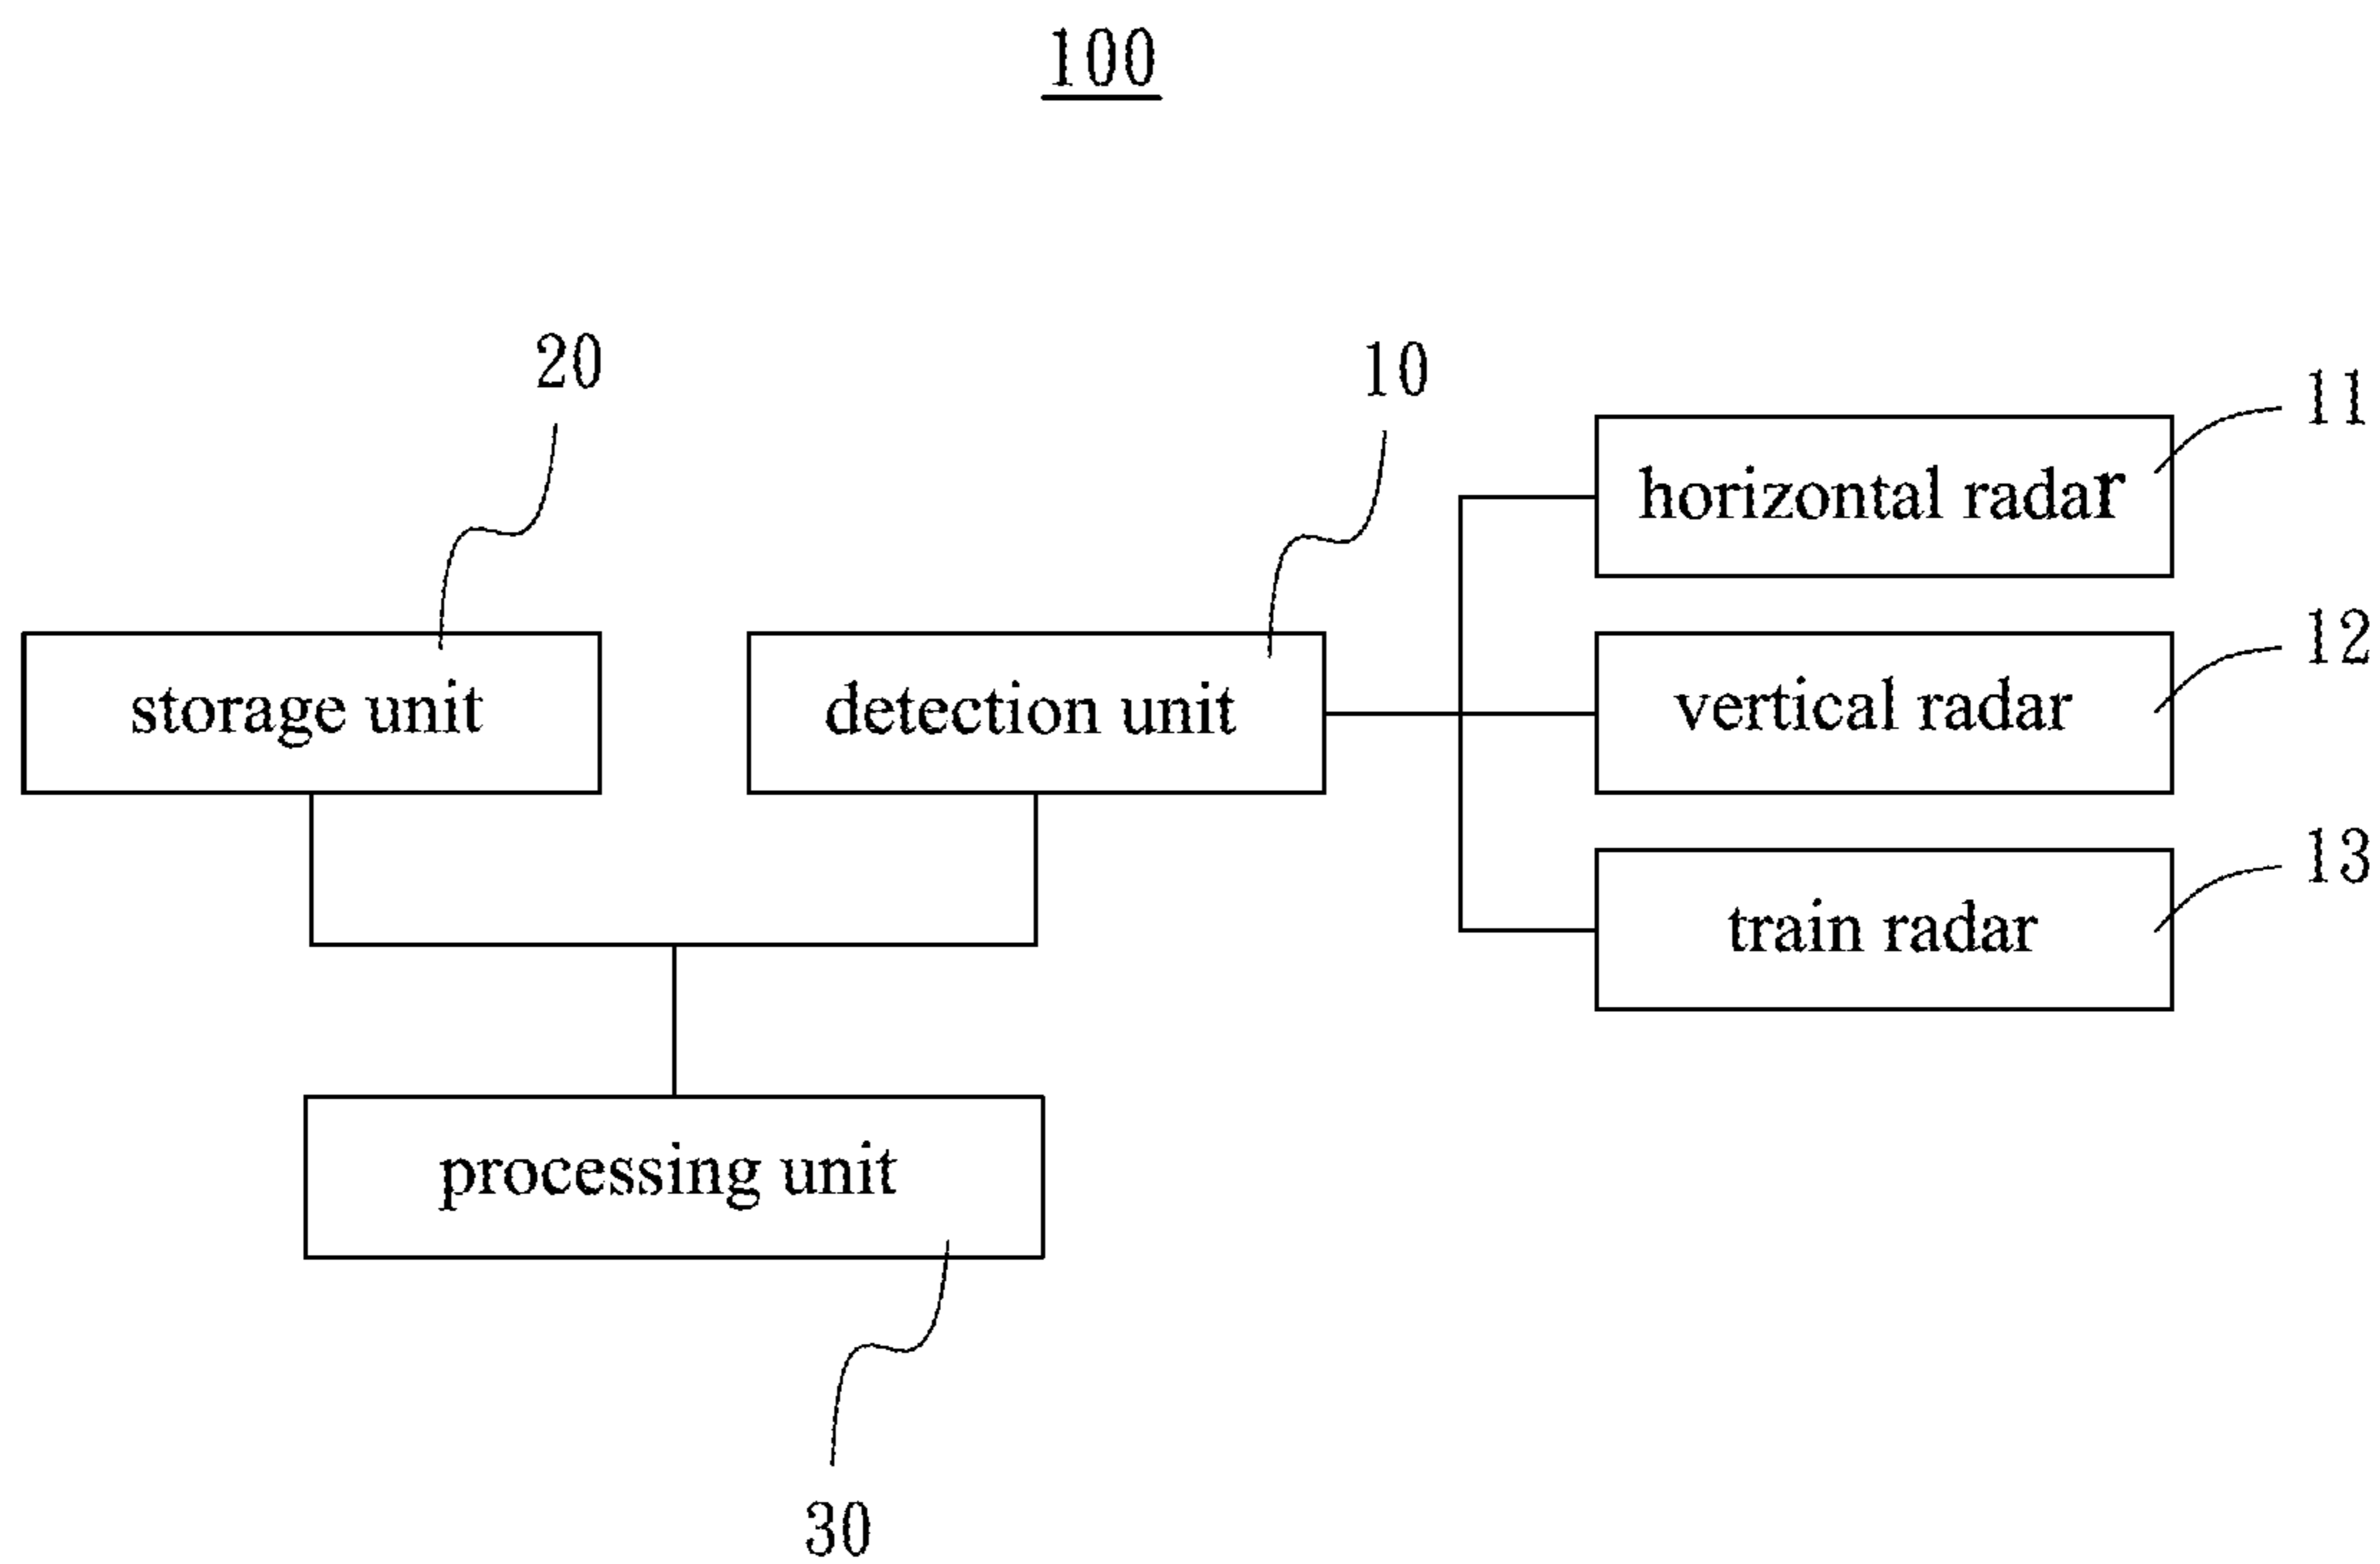 100
20
10
11
horizontal radar
12
storage unit
detection unit
vertical radar
13
train radar
processing unit
30